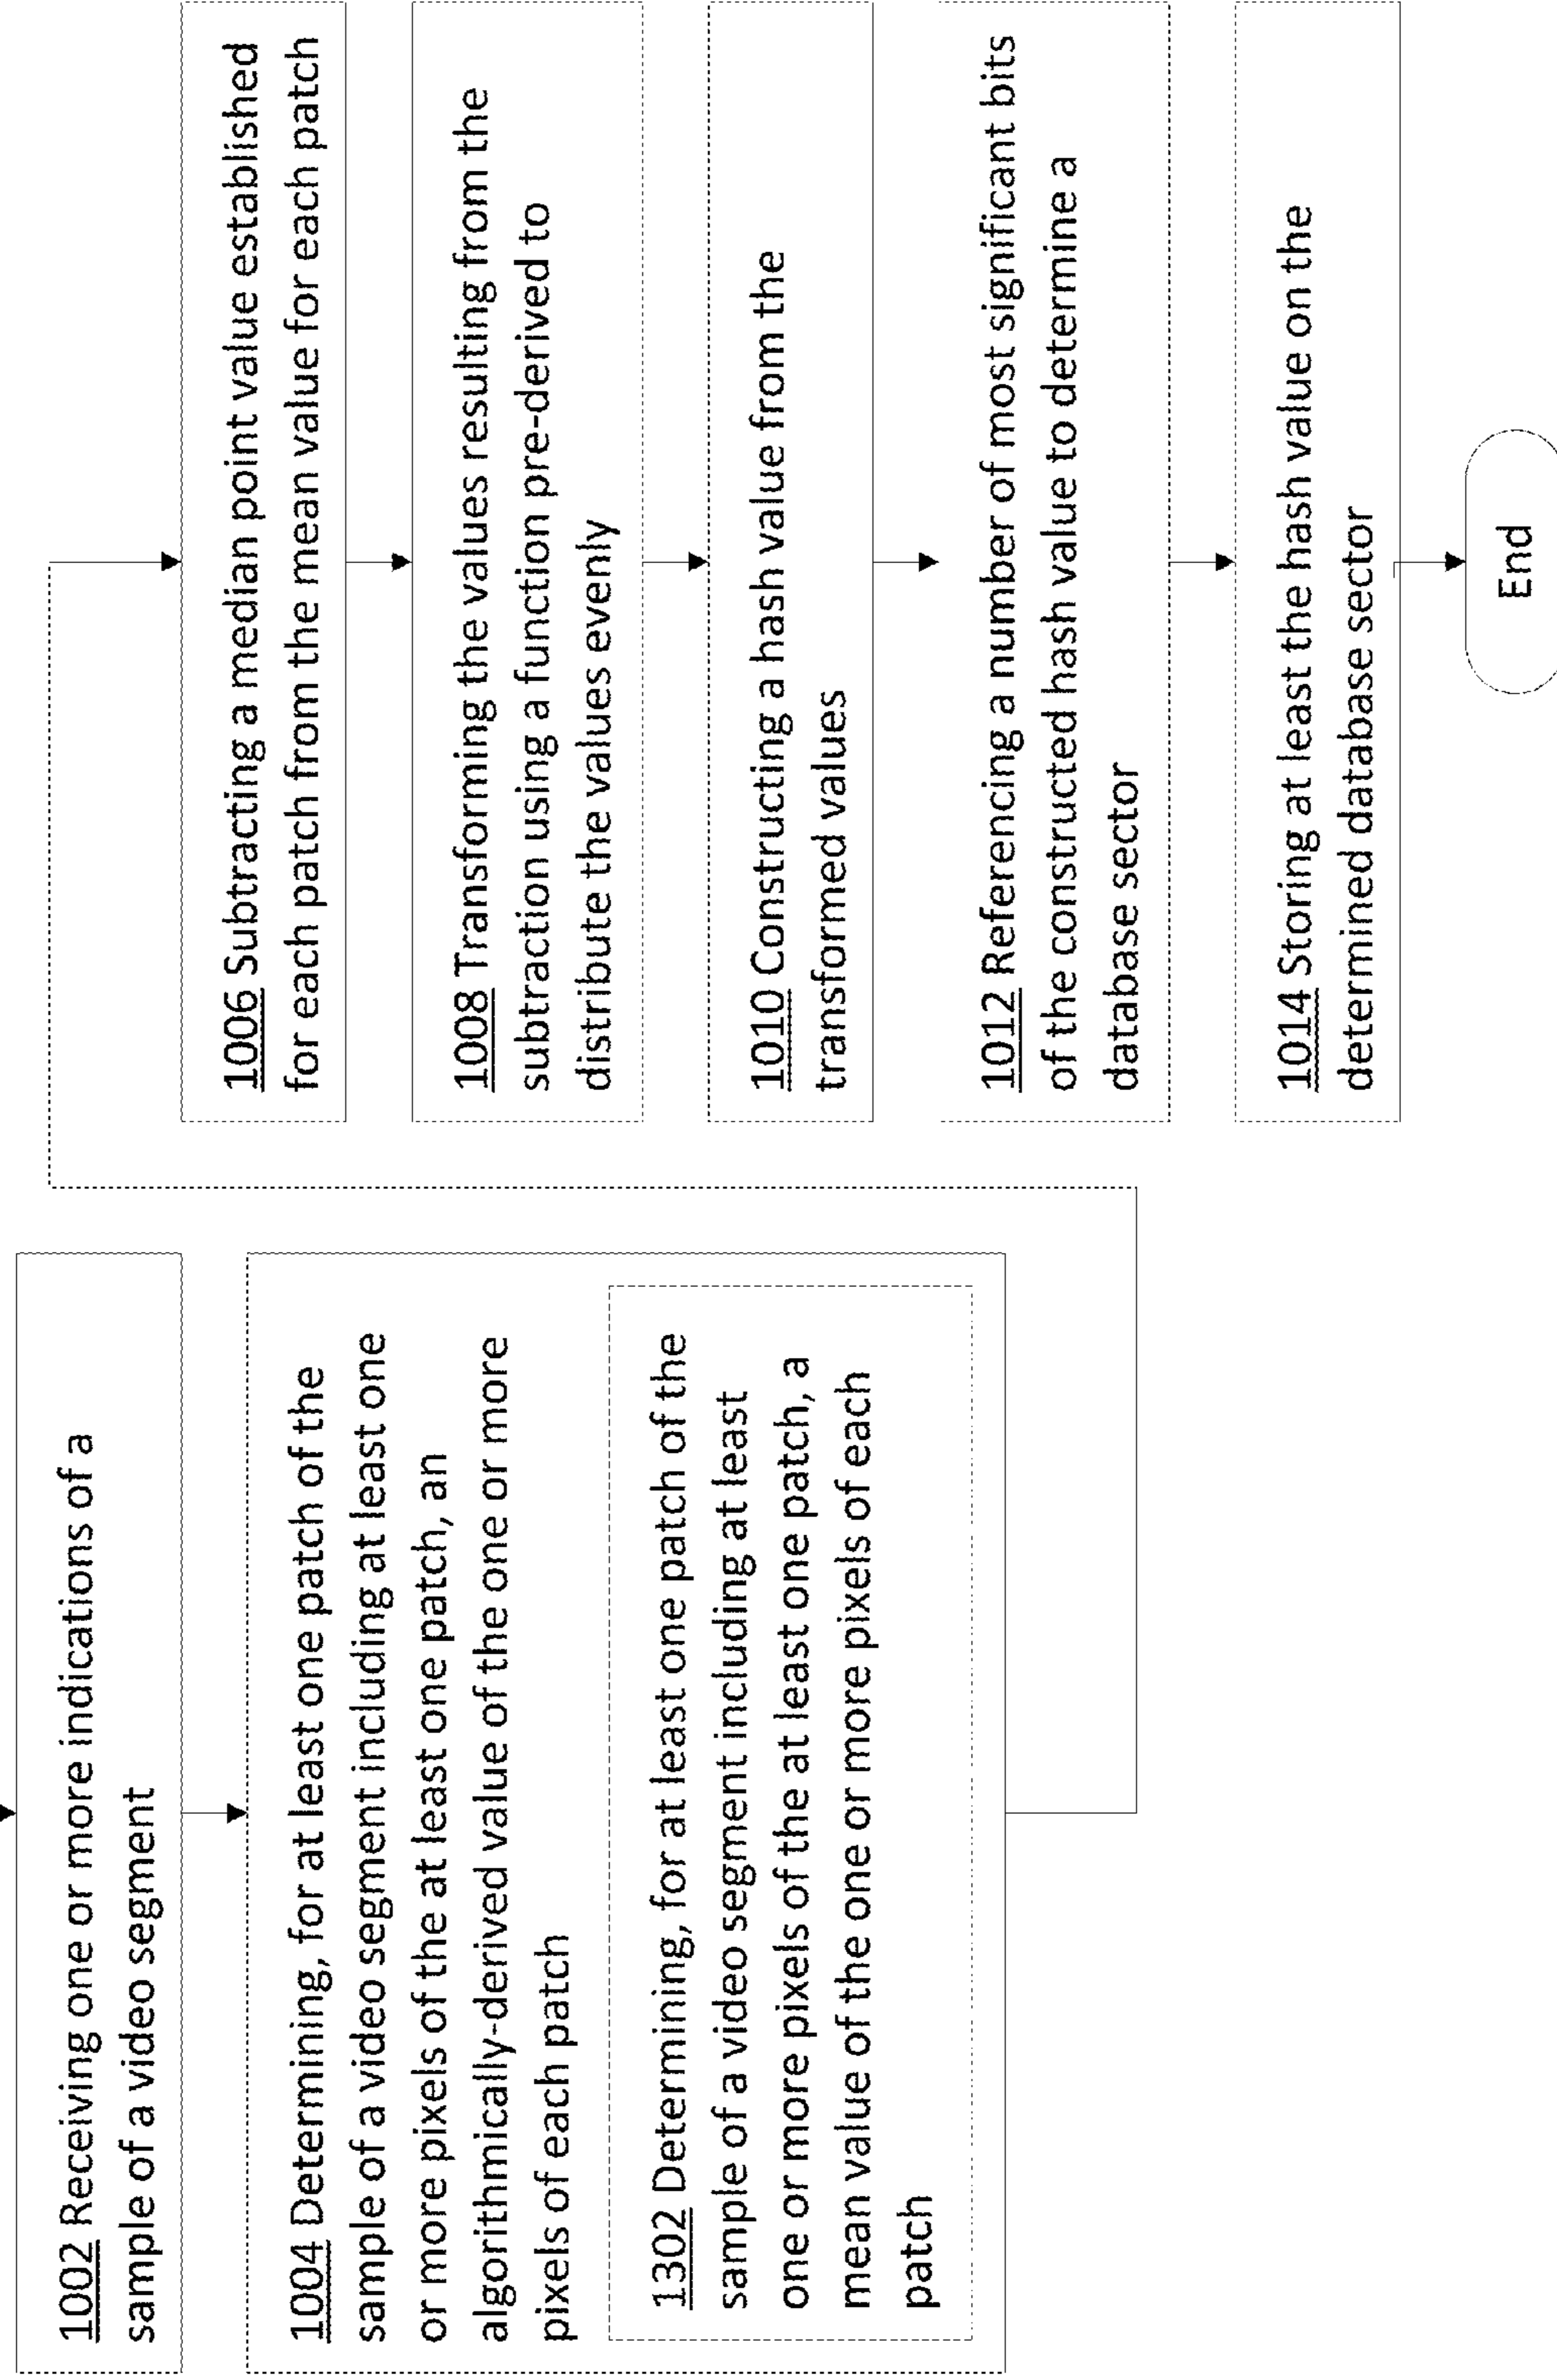 1002 Receiving one or more indications of a
sample of a video segment
1004 Determining, for at least one patch of the
sample of a video segment including at least one
or more pixels of the at least one patch, an
algorithmically-derived value of the one or more
pixels of each patch
1302 Determining, for at least one patch of the
sample of a video segment including at least
one or more pixels of the at least one patch, a
mean value of the one or more pixels of each
patch
1006 Subtracting a median point value established
for each patch from the mean value for each patch
1008 Transforming the values resulting from the
subtraction using a function pre-derived to
distribute the values evenly
1010 Constructing a hash value from the
transformed values
1012 Referencing a number of most significant bits
of the constructed hash value to determine a
database sector
1014 Storing at least the hash value on the
determined database sector
End